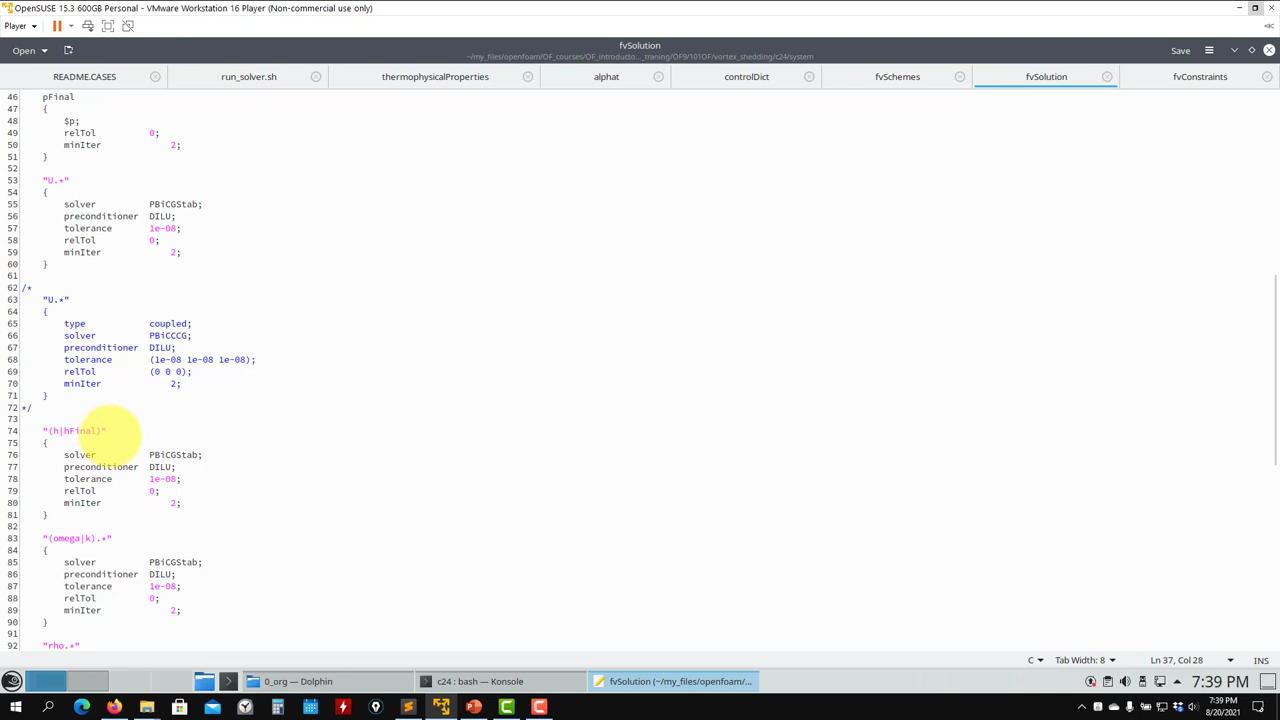 OpenSUSE 15.3 600GB Personal - VMware Workstation 16 Player (Non-commercial use only)
Player
Open
fvSolution
~/my_files/openfoam/OF_courses/OF_introducto..._traning/OF9/101OF/vortex_shedding/c24/system
Save
README.CASES
run_solver.sh
thermophysicalProperties
alphat
controlDict
fvSchemes
fvSolution
fvConstraints
46 pFinal
47 {
48 $p;
49 relTol 0;
50 minIter 2;
51 }
52
53 "U.*"
54 {
55 solver PBiCGStab;
56 preconditioner DILU;
57 tolerance 1e-08;
58 relTol 0;
59 minIter 2;
60 }
61
62 /*
63 "U.*"
64 {
65 type coupled;
66 solver PBiCCCG;
67 preconditioner DILU;
68 tolerance (1e-08 1e-08 1e-08);
69 relTol (0 0 0);
70 minIter 2;
71 }
72 */
73
74 "(h|hFinal)"
75 {
76 solver PBiCGStab;
77 preconditioner DILU;
78 tolerance 1e-08;
79 relTol 0;
80 minIter 2;
81 }
82
83 "(omega|k).*"
84 {
85 solver PBiCGStab;
86 preconditioner DILU;
87 tolerance 1e-08;
88 relTol 0;
89 minIter 2;
90 }
91
92 "rho.*"
C
Tab Width: 8
Ln 37, Col 28
INS
0_org — Dolphin
c24 : bash — Konsole
fvSolution (~/my_files/openfoam/...
7:39 PM
7:39 PM
8/20/2021